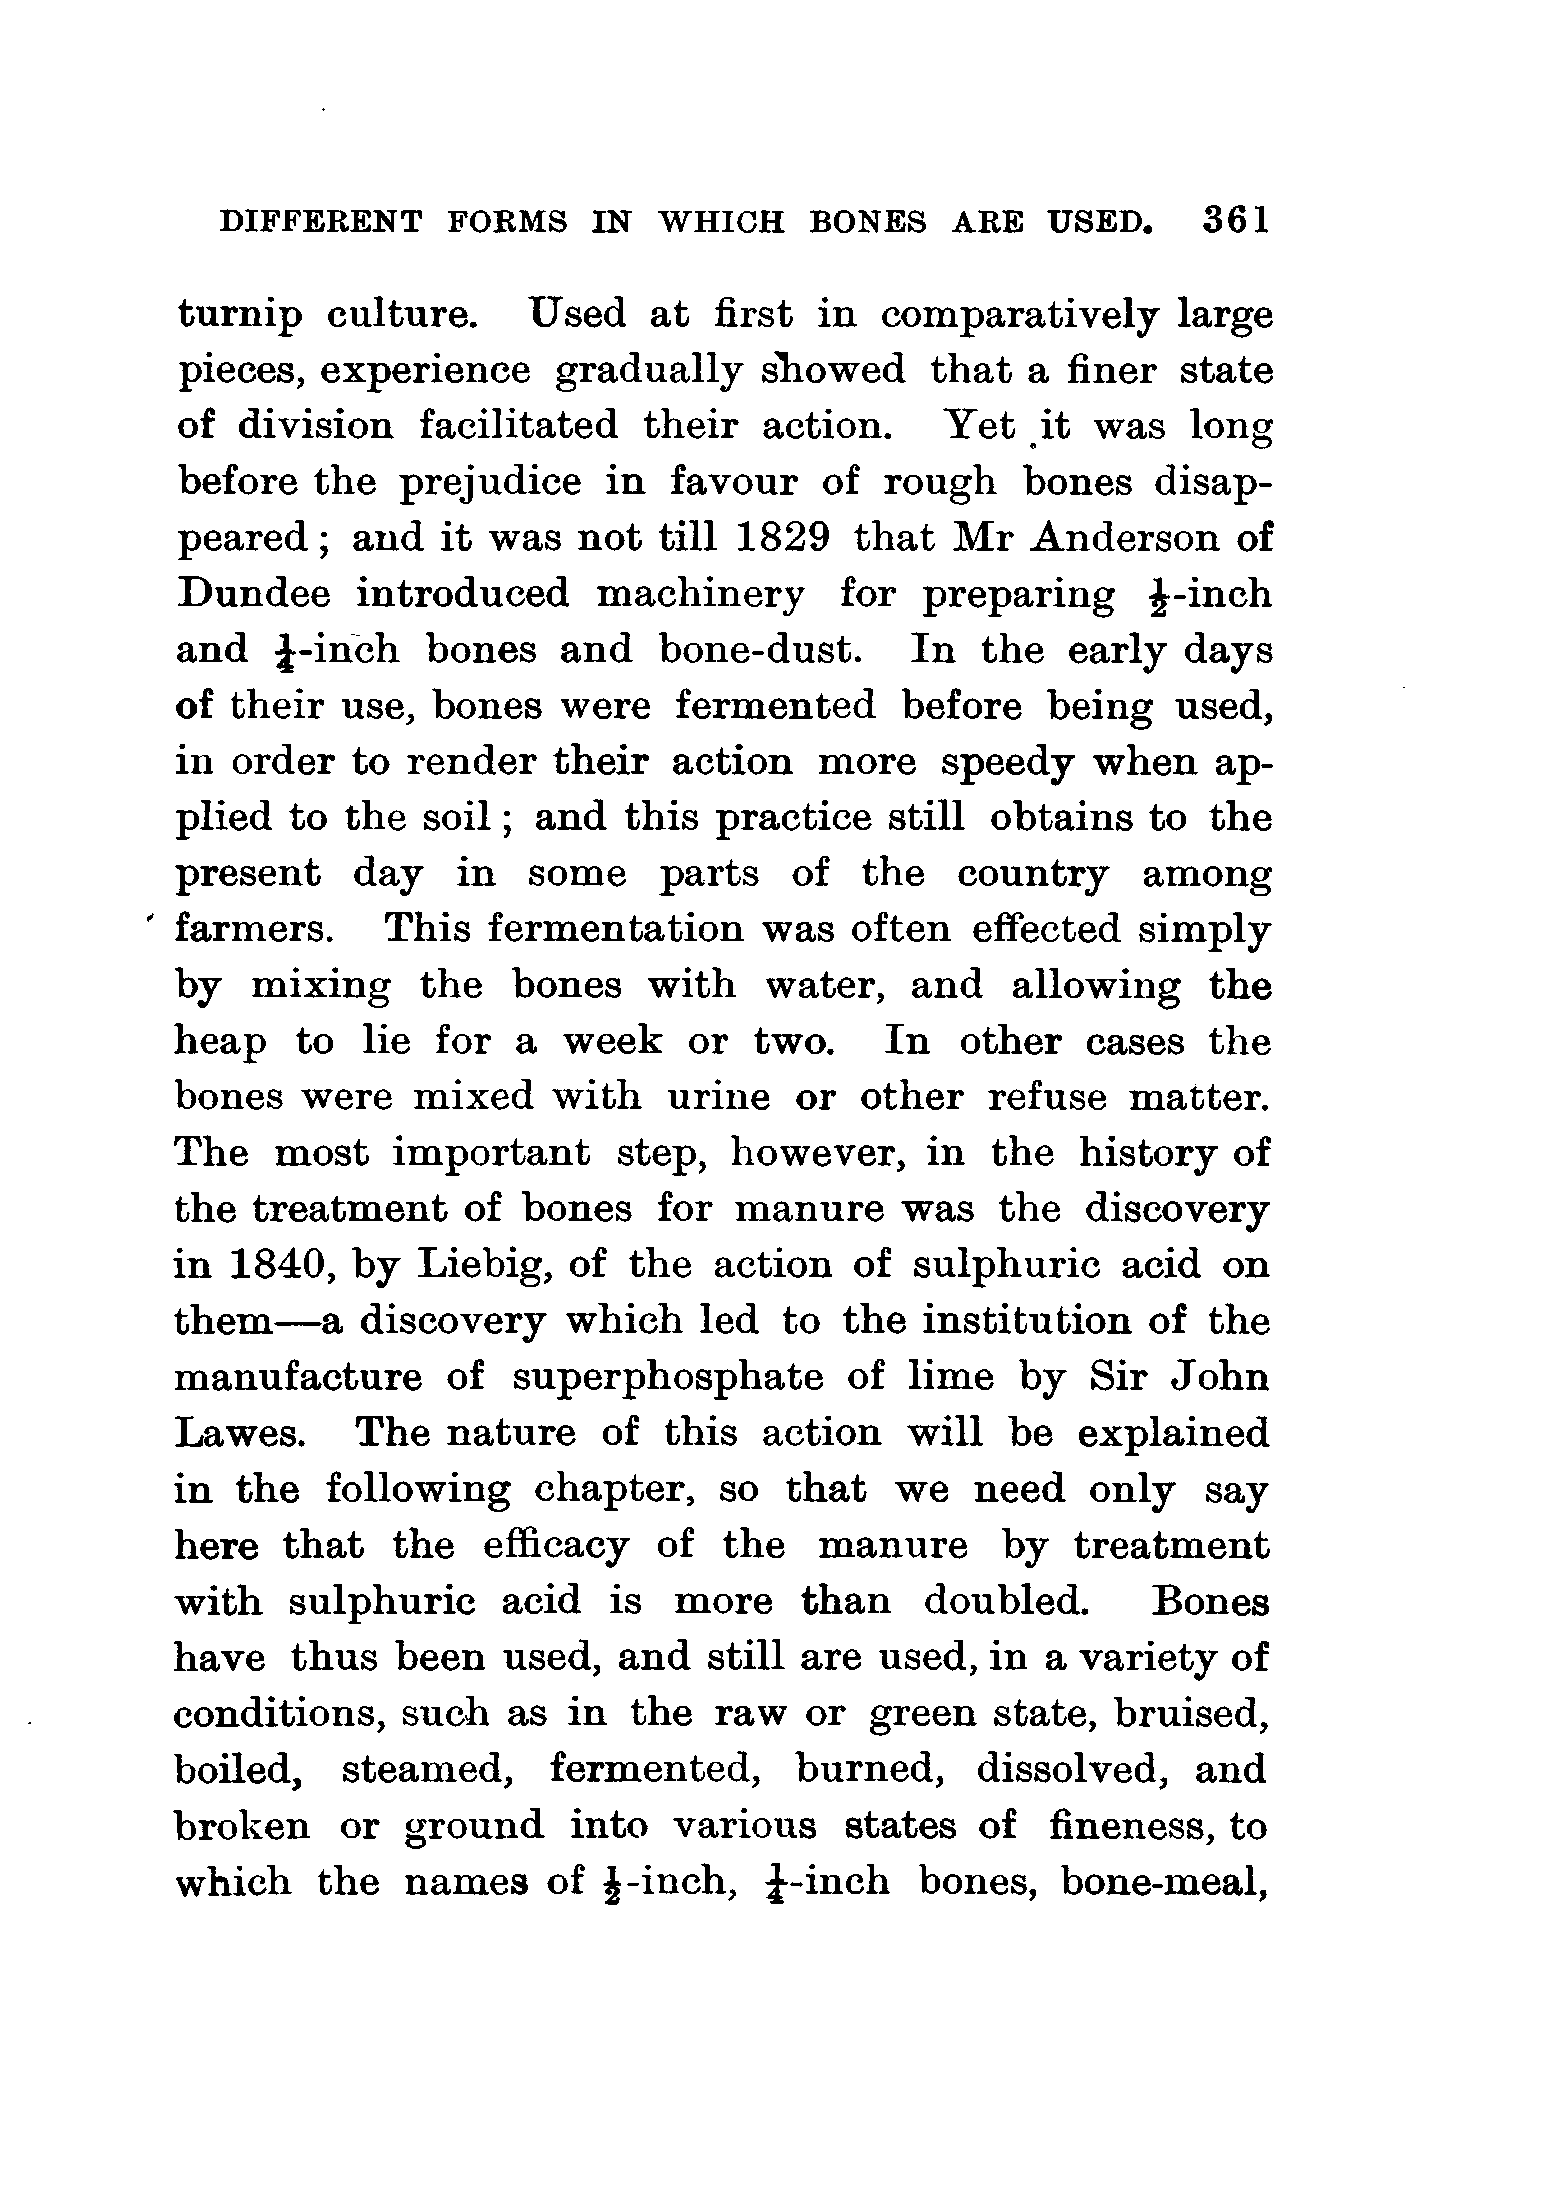 DIFFERENT FORMS IN WHICH BONES ARE USED. 361
turnip culture. Used at first in comparatively large
pieces, experience gradually showed that a finer state
of division facilitated their action. Yet it was long
before the prejudice in favour of rough bones disap-
peared; and it was not till 1829 that Mr Anderson of
Dundee introduced machinery for preparing ½-inch
and ¼-inch bones and bone-dust. In the early days
of their use, bones were fermented before being used,
in order to render their action more speedy when ap-
plied to the soil; and this practice still obtains to the
present day in some parts of the country among
farmers. This fermentation was often effected simply
by mixing the bones with water, and allowing the
heap to lie for a week or two. In other cases the
bones were mixed with urine or other refuse matter.
The most important step, however, in the history of
the treatment of bones for manure was the discovery
in 1840, by Liebig, of the action of sulphuric acid on
them—a discovery which led to the institution of the
manufacture of superphosphate of lime by Sir John
Lawes. The nature of this action will be explained
in the following chapter, so that we need only say
here that the efficacy of the manure by treatment
with sulphuric acid is more than doubled. Bones
have thus been used, and still are used, in a variety of
conditions, such as in the raw or green state, bruised,
boiled, steamed, fermented, burned, dissolved, and
broken or ground into various states of fineness, to
which the names of ½-inch, ¼-inch bones, bone-meal,